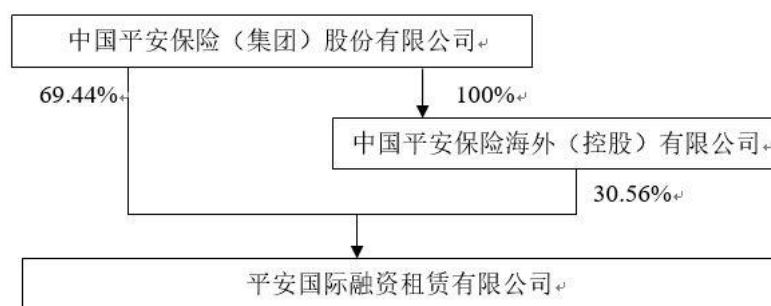 中国平安保险（集团）股份有限公司
69.44%
100%
中国平安保险海外（控股）有限公司
30.56%
平安国际融资租赁有限公司